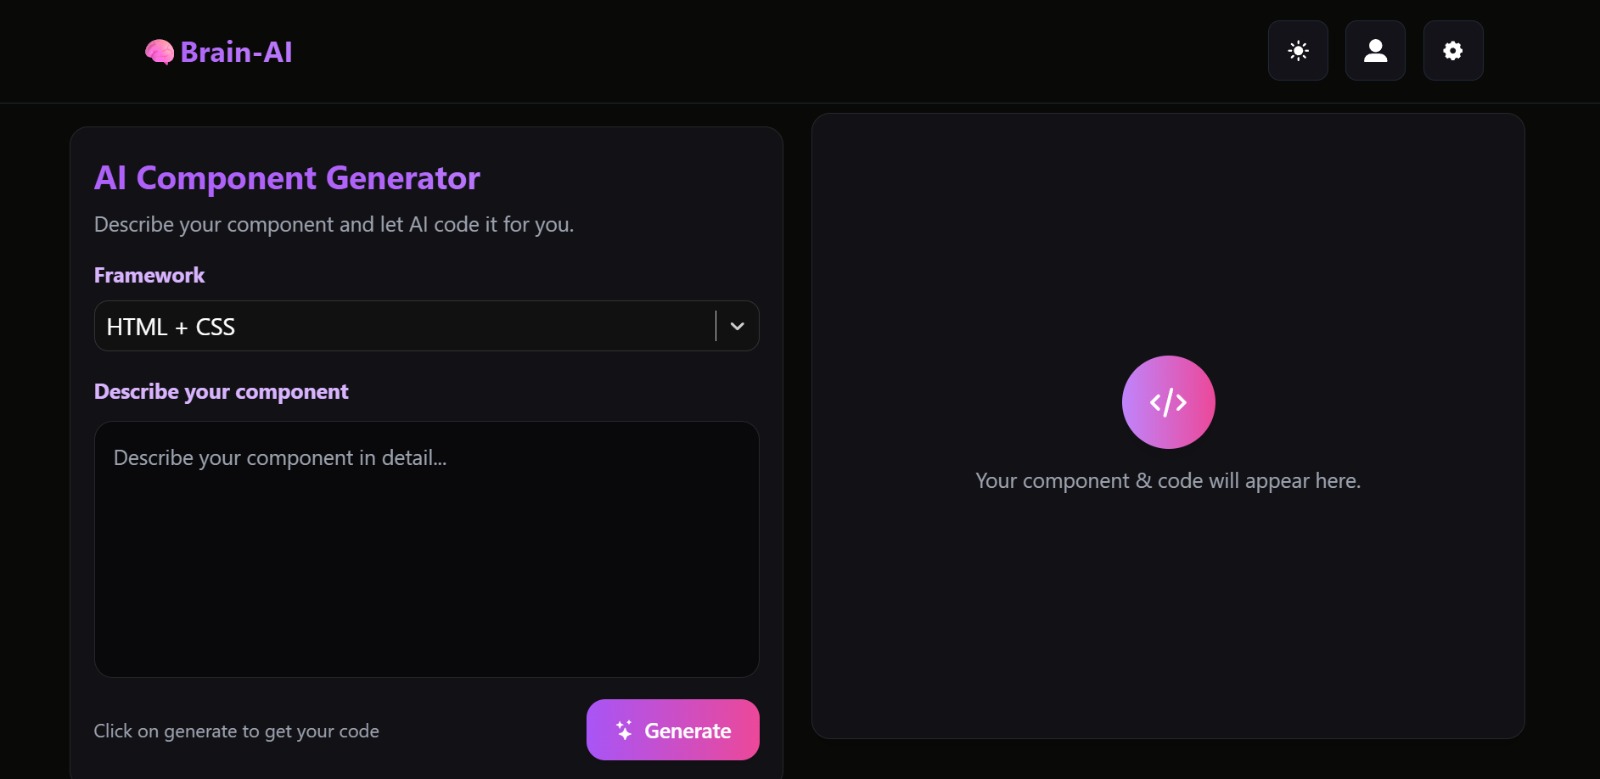 Brain-AI
AI Component Generator
Describe your component and let AI code it for you.
Framework
HTML + CSS
Describe your component
Describe your component in detail...
Click on generate to get your code
Generate
</>
Your component & code will appear here.